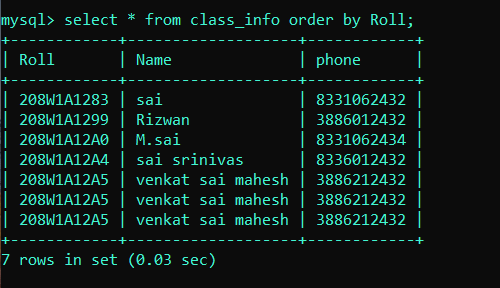 mysql> select * from class_info order by Roll;
+------------+-------------------+------------+
| Roll       | Name              | phone      |
+------------+-------------------+------------+
| 208W1A1283 | sai               | 8331062432 |
| 208W1A1299 | Rizwan            | 3886012432 |
| 208W1A12A0 | M.sai             | 8331062434 |
| 208W1A12A4 | sai srinivas      | 8336012432 |
| 208W1A12A5 | venkat sai mahesh | 3886212432 |
| 208W1A12A5 | venkat sai mahesh | 3886212432 |
| 208W1A12A5 | venkat sai mahesh | 3886212432 |
+------------+-------------------+------------+
7 rows in set (0.03 sec)